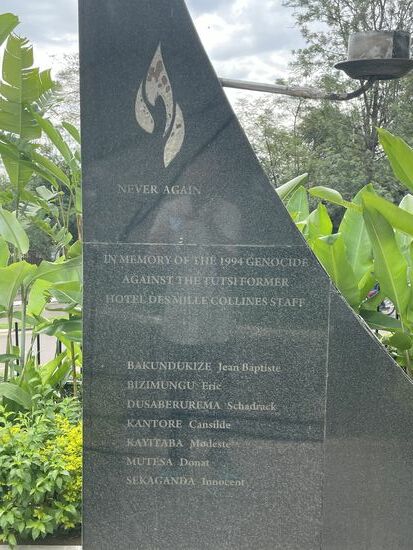 NEVER AGAIN
IN MEMORY OF THE 1994 GENOCIDE
AGAINST THE TUTSI FORMER
HOTEL DES MILLE COLLINES STAFF
BAKUNDUKIZE Jean Baptiste
BIZIMUNGU Eric
DUSABERUREMA Schadrack
KANTORE Cansilde
KAYITABA Modeste
MUTESA Donat
SEKAGANDA Innocent